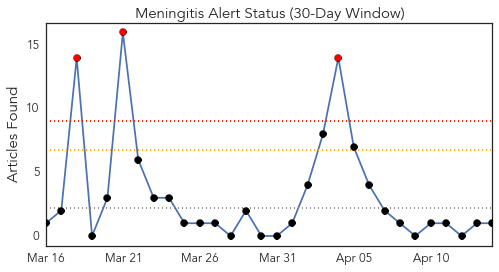 Meningitis Alert Status (30-Day Window)
Articles Found
15
10
5
0
Mar 16 Mar 21 Mar 26 Mar 31 Apr 05 Apr 10